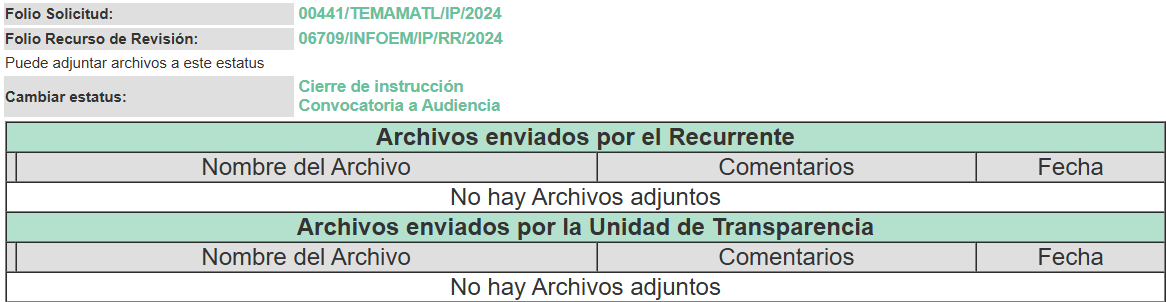 Folio Solicitud: 00441/TEMAMATL/IP/2024
Folio Recurso de Revisión: 06709/INFOEM/IP/RR/2024
Puede adjuntar archivos a este estatus
Cambiar estatus: Cierre de instrucción
Convocatoria a Audiencia
Archivos enviados por el Recurrente
Nombre del Archivo Comentarios Fecha
No hay Archivos adjuntos
Archivos enviados por la Unidad de Transparencia
Nombre del Archivo Comentarios Fecha
No hay Archivos adjuntos